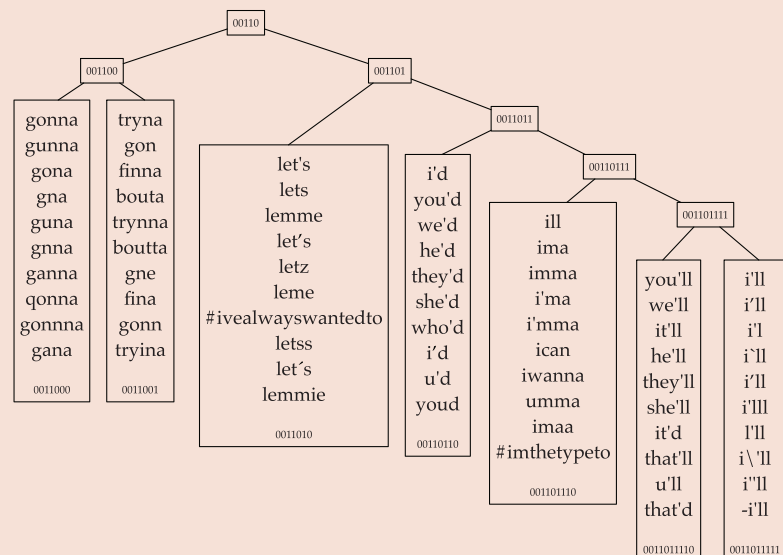 00110
001100
001101
0011011
00110111
001101111
gonna
gunna
gona
gna
guna
gnna
ganna
qonna
gonnna
gana
0011000
tryna
gon
finna
bouta
trynna
boutta
gne
fina
gonn
tryina
0011001
let's
lets
lemme
let’s
letz
leme
#ivealwayswantedto
letss
let´s
lemmie
0011010
i'd
you'd
we'd
he'd
they'd
she'd
who'd
i’d
u'd
youd
00110110
ill
ima
imma
i'ma
i'mma
ican
iwanna
umma
imaa
#imthetypeto
001101110
you'll
we'll
it'll
he'll
they'll
she'll
it'd
that'll
u'll
that'd
0011011110
i'll
i’ll
i'l
i`ll
i’ll
i'lll
l'll
i\'ll
i''ll
-i'll
0011011111